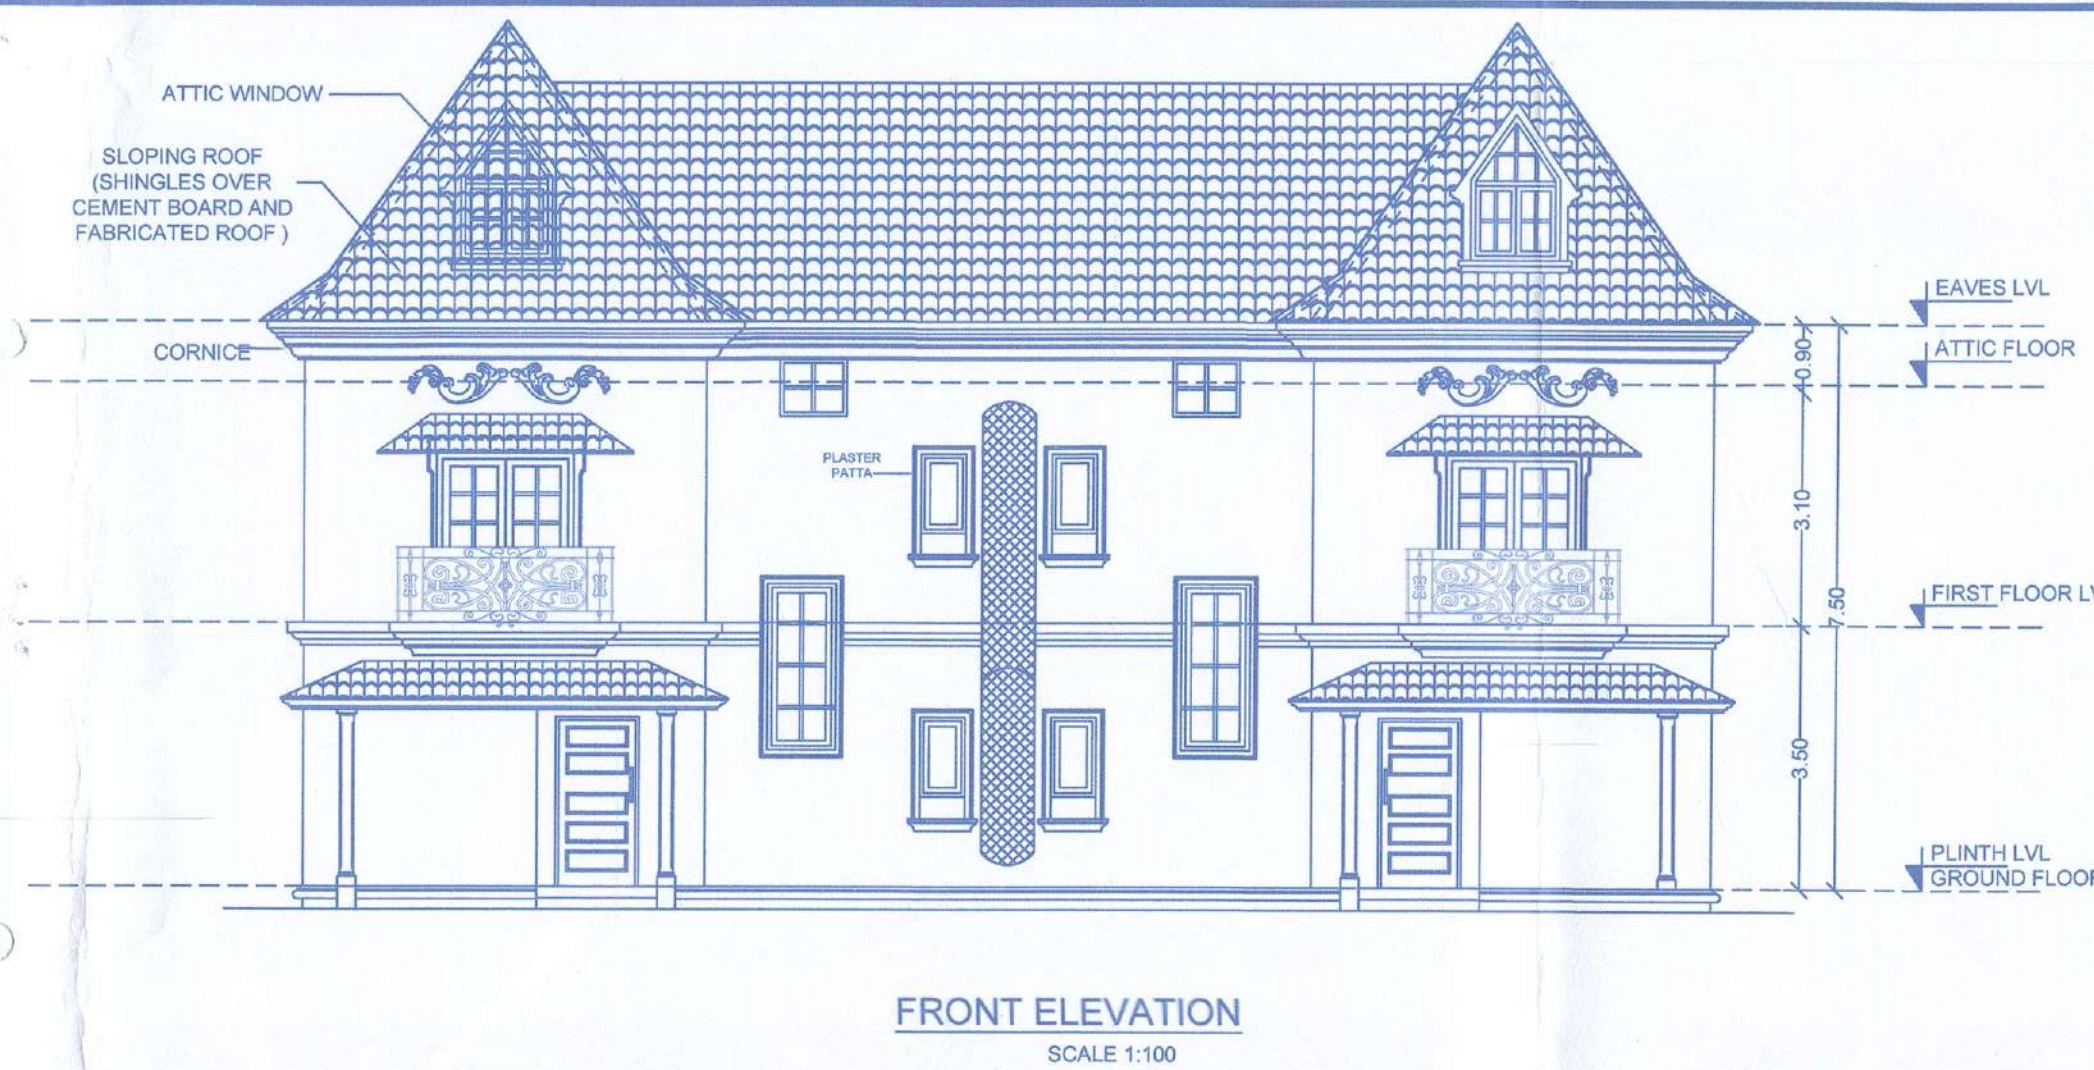 ATTIC WINDOW
SLOPING ROOF
(SHINGLES OVER
CEMENT BOARD AND
FABRICATED ROOF )
CORNICE
PLASTER
PATTA
EAVES LVL
ATTIC FLOOR
0.90
3.10
7.50
FIRST FLOOR LV
3.50
PLINTH LVL
GROUND FLOOR
FRONT ELEVATION
SCALE 1:100